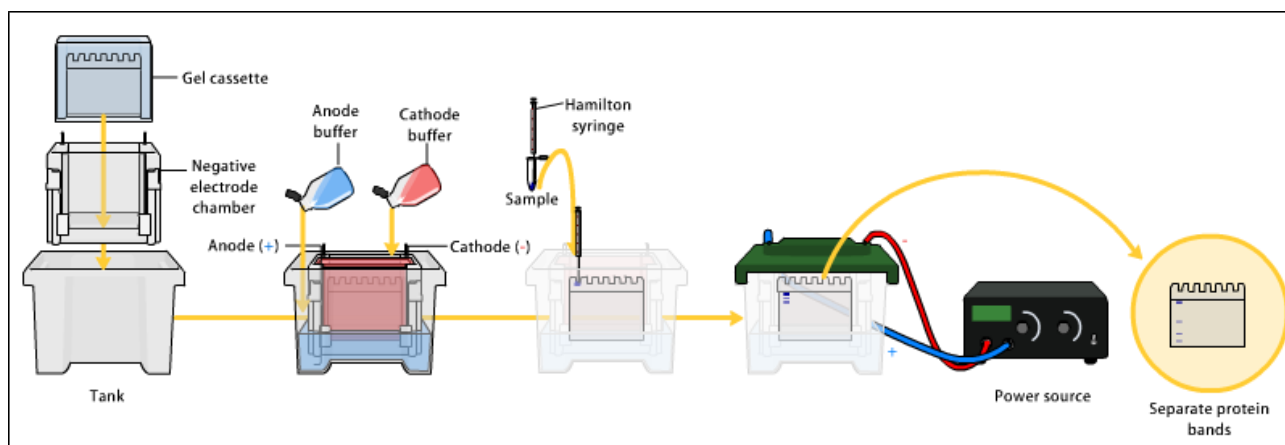 Gel cassette
Negative
electrode
chamber
Tank
Anode
buffer
Cathode
buffer
Anode (+)
Cathode (-)
Hamilton
syringe
Sample
-
+
Power source
Separate protein
bands